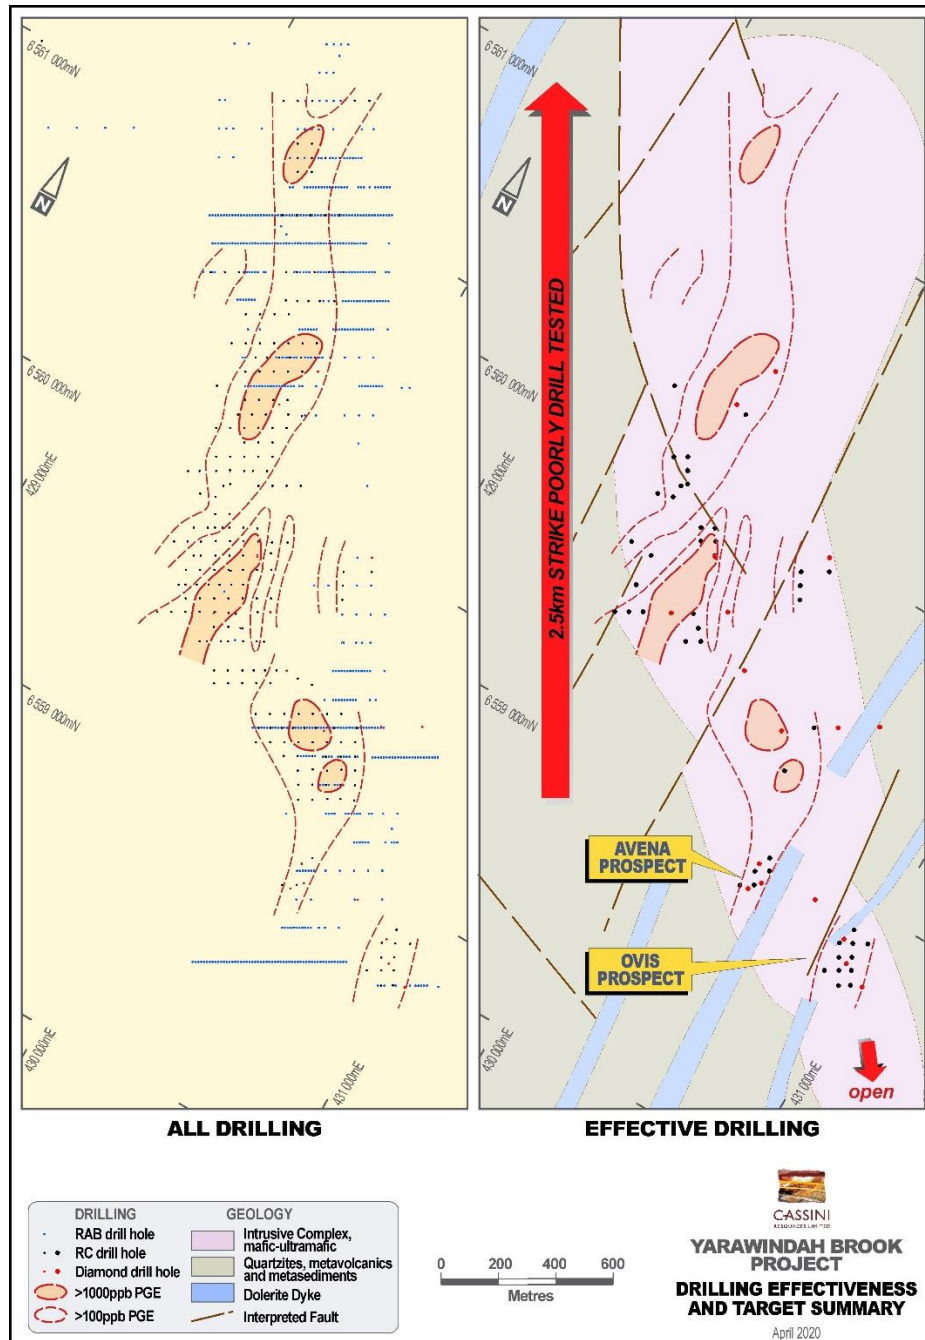 6 561 000mN
6 560 000mN
429 000mE
6 559 000mN
430 000mE
431 000mE
N
ALL DRILLING
6 561 000mN
6 560 000mN
429 000mE
6 559 000mN
430 000mE
431 000mE
N
2.5km STRIKE POORLY DRILL TESTED
AVENA
PROSPECT
OVIS
PROSPECT
open
EFFECTIVE DRILLING
DRILLING
RAB drill hole
RC drill hole
Diamond drill hole
>1000ppb PGE
>100ppb PGE
GEOLOGY
Intrusive Complex,
mafic-ultramafic
Quartzites, metavolcanics
and metasediments
Dolerite Dyke
Interpreted Fault
0 200 400 600
Metres
CASSINI
RESOURCES LIMITED
YARAWINDAH BROOK
PROJECT
DRILLING EFFECTIVENESS
AND TARGET SUMMARY
April 2020